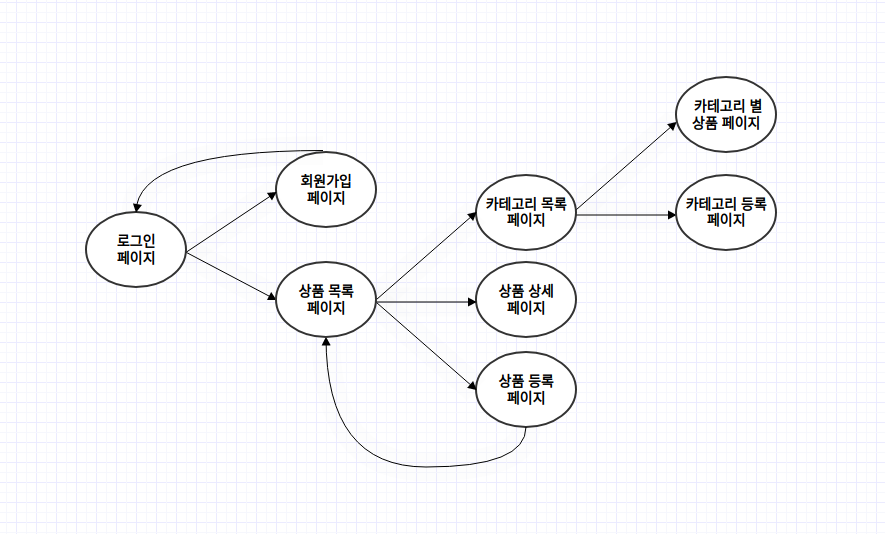 로그인
페이지
회원가입
페이지
상품 목록
페이지
카테고리 목록
페이지
상품 상세
페이지
상품 등록
페이지
카테고리 별
상품 페이지
카테고리 등록
페이지